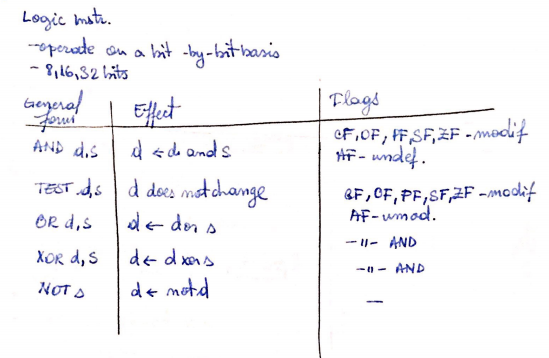 Logic Instr.
- operate on a bit-by-bit basis
- 8,16,32 bits
General form Effect Flags
AND d,s d ← d and s CF, OF, PF, SF, ZF - modif
AF - undef.
TEST d,s d does not change CF, OF, PF, SF, ZF - modif
AF - 
OR d,s d ← d or s -"- AND
XOR d,s d ← d xor s -"- AND
NOT s d ← not d —